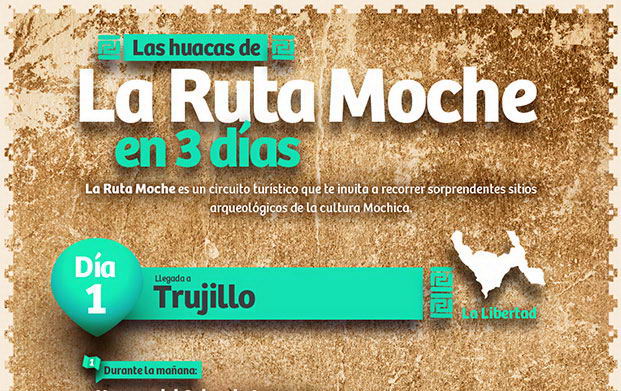 Las huacas de
La Ruta Moche
en 3 días
La Ruta Moche es un circuito turístico que te invita a recorrer sorprendentes sitios
arqueológicos de la cultura Mochica.
Día
1
Llegada a
Trujillo
La Libertad
1
Durante la mañana: